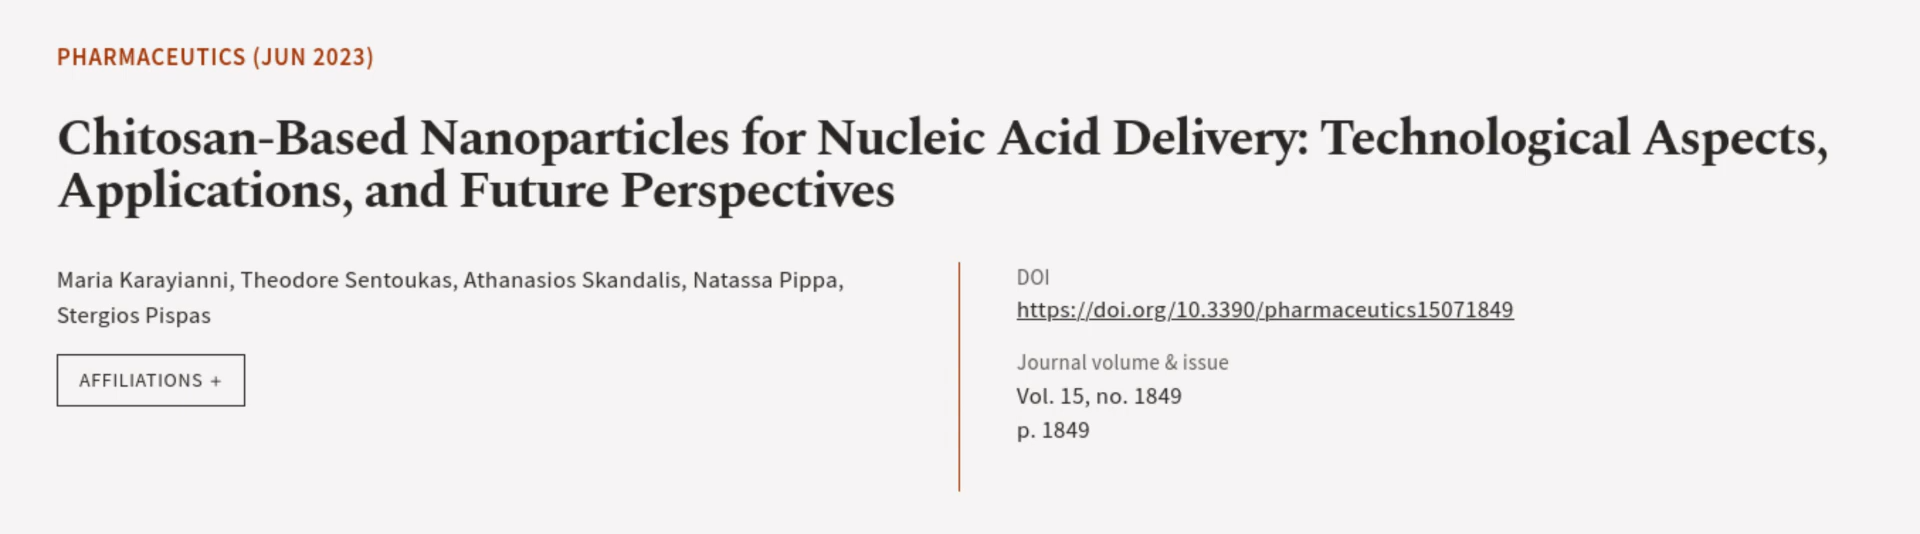 PHARMACEUTICS (JUN 2023)
Chitosan-Based Nanoparticles for Nucleic Acid Delivery: Technological Aspects,
Applications, and Future Perspectives
Maria Karayianni, Theodore Sentoukas, Athanasios Skandalis, Natassa Pippa,
Stergios Pispas
AFFILIATIONS +
DOI
https://doi.org/10.3390/pharmaceutics15071849
Journal volume & issue
Vol. 15, no. 1849
p. 1849